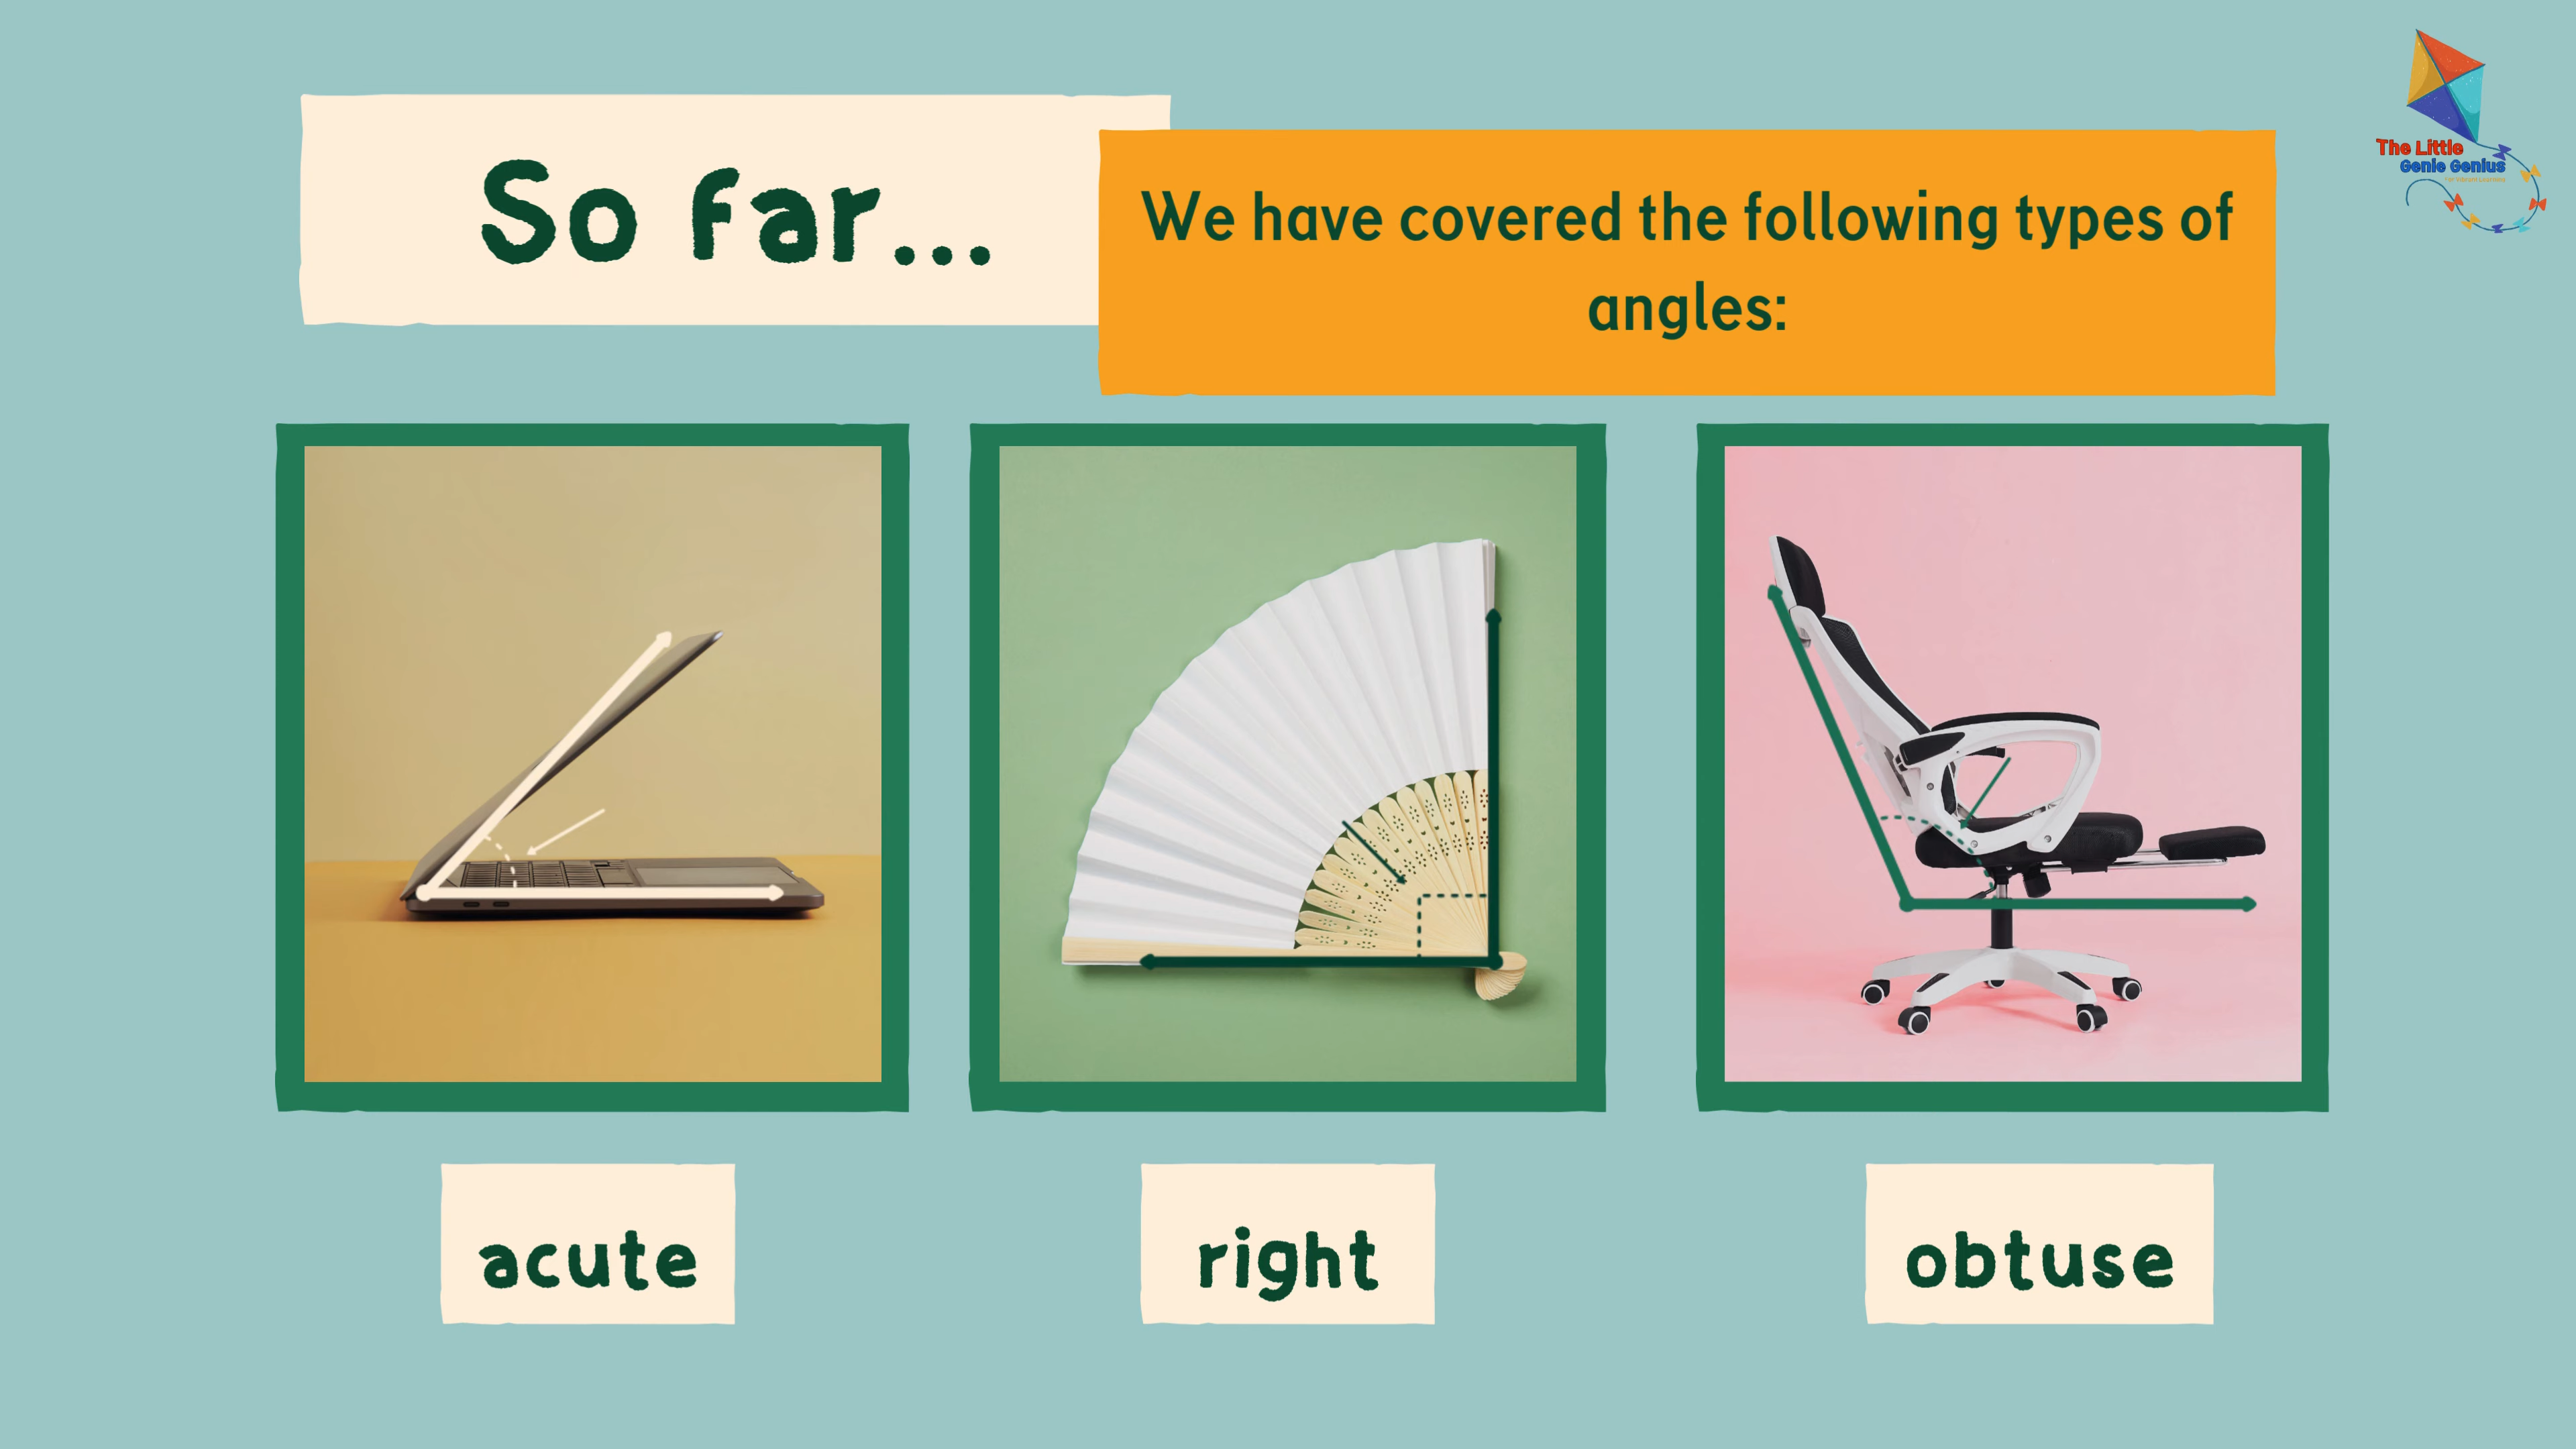 So far...
We have covered the following types of
angles:
The Little
Genie Genius
acute
right
obtuse